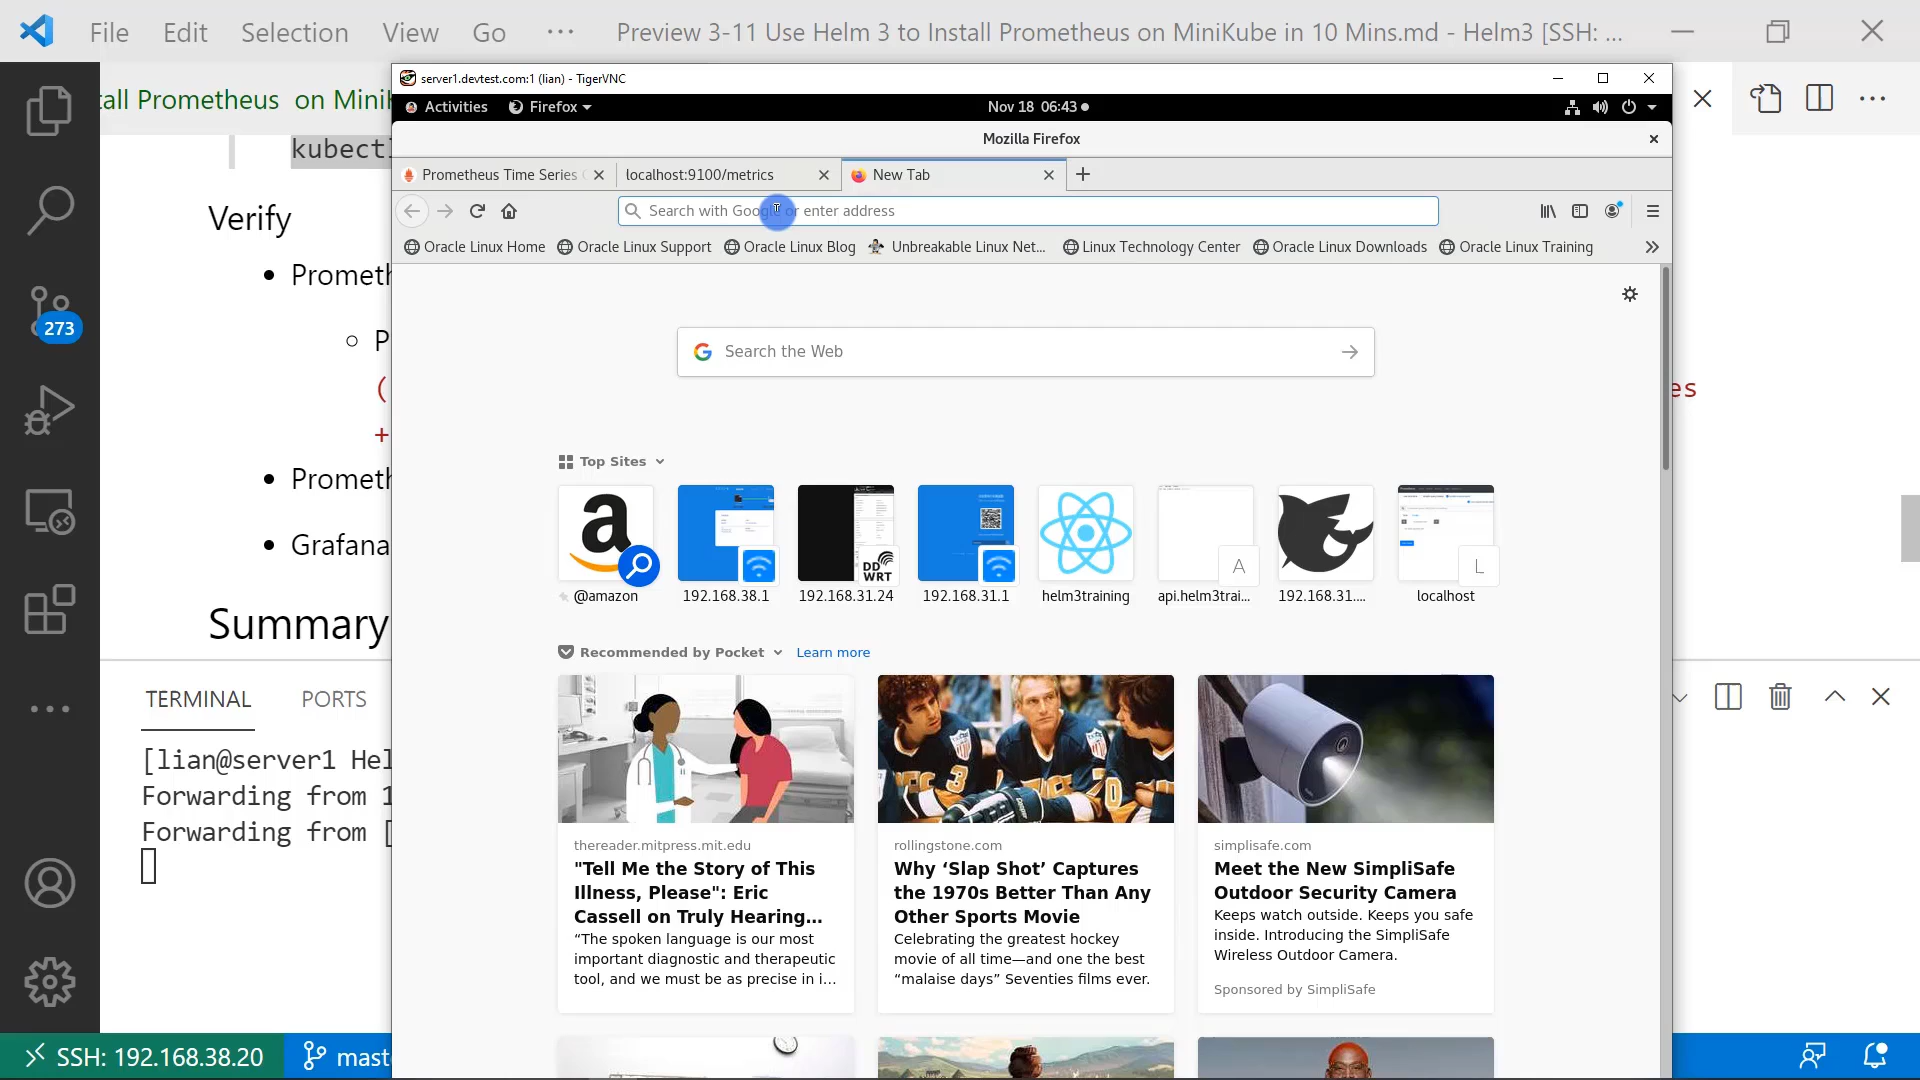 File Edit Selection View Go ··· Preview 3-11 Use Helm 3 to Install Prometheus on MiniKube in 10 Mins.md - Helm3 [SSH: ...
server1.devtest.com:1 (lian) - TigerVNC
Activities Firefox Nov 18 06:43
Mozilla Firefox
Prometheus Time Series localhost:9100/metrics New Tab
Search with Google or enter address
Oracle Linux Home Oracle Linux Support Oracle Linux Blog Unbreakable Linux Net... Linux Technology Center Oracle Linux Downloads Oracle Linux Training
Search the Web
Top Sites
DD
WRT
A
L
@amazon 192.168.38.1 192.168.31.24 192.168.31.1 helm3training api.helm3trai... 192.168.31.... localhost
Recommended by Pocket Learn more
thereader.mitpress.mit.edu
"Tell Me the Story of This
Illness, Please": Eric
Cassell on Truly Hearing...
“The spoken language is our most
important diagnostic and therapeutic
tool, and we must be as precise in i...
rollingstone.com
Why ‘Slap Shot’ Captures
the 1970s Better Than Any
Other Sports Movie
Celebrating the greatest hockey
movie of all time—and one the best
“malaise days” Seventies films ever.
simplisafe.com
Meet the New SimpliSafe
Outdoor Security Camera
Keeps watch outside. Keeps you safe
inside. Introducing the SimpliSafe
Wireless Outdoor Camera.
Sponsored by SimpliSafe
273
tall Prometheus on Mini
kubectl
Verify
Prometh
P
(
es
+
Prometh
Grafana
Summary
TERMINAL PORTS
[lian@server1 Hel
Forwarding from 1
Forwarding from [
SSH: 192.168.38.20 mast